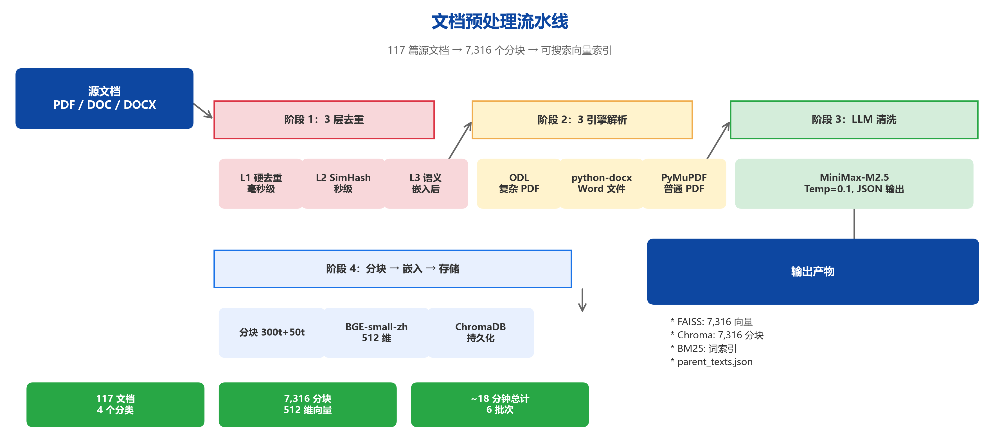 文档预处理流水线
117 篇源文档 → 7,316 个分块 → 可搜索向量索引
源文档
PDF / DOC / DOCX
阶段 1：3 层去重
阶段 2：3 引擎解析
阶段 3：LLM 清洗
L1 硬去重
毫秒级
L2 SimHash
秒级
L3 语义
嵌入后
ODL
复杂 PDF
python-docx
Word 文件
PyMuPDF
普通 PDF
MiniMax-M2.5
Temp=0.1, JSON 输出
阶段 4：分块 → 嵌入 → 存储
输出产物
分块 300t+50t
BGE-small-zh
512 维
ChromaDB
持久化
* FAISS: 7,316 向量
* Chroma: 7,316 分块
* BM25: 词索引
* parent_texts.json
117 文档
4 个分类
7,316 分块
512 维向量
~18 分钟总计
6 批次